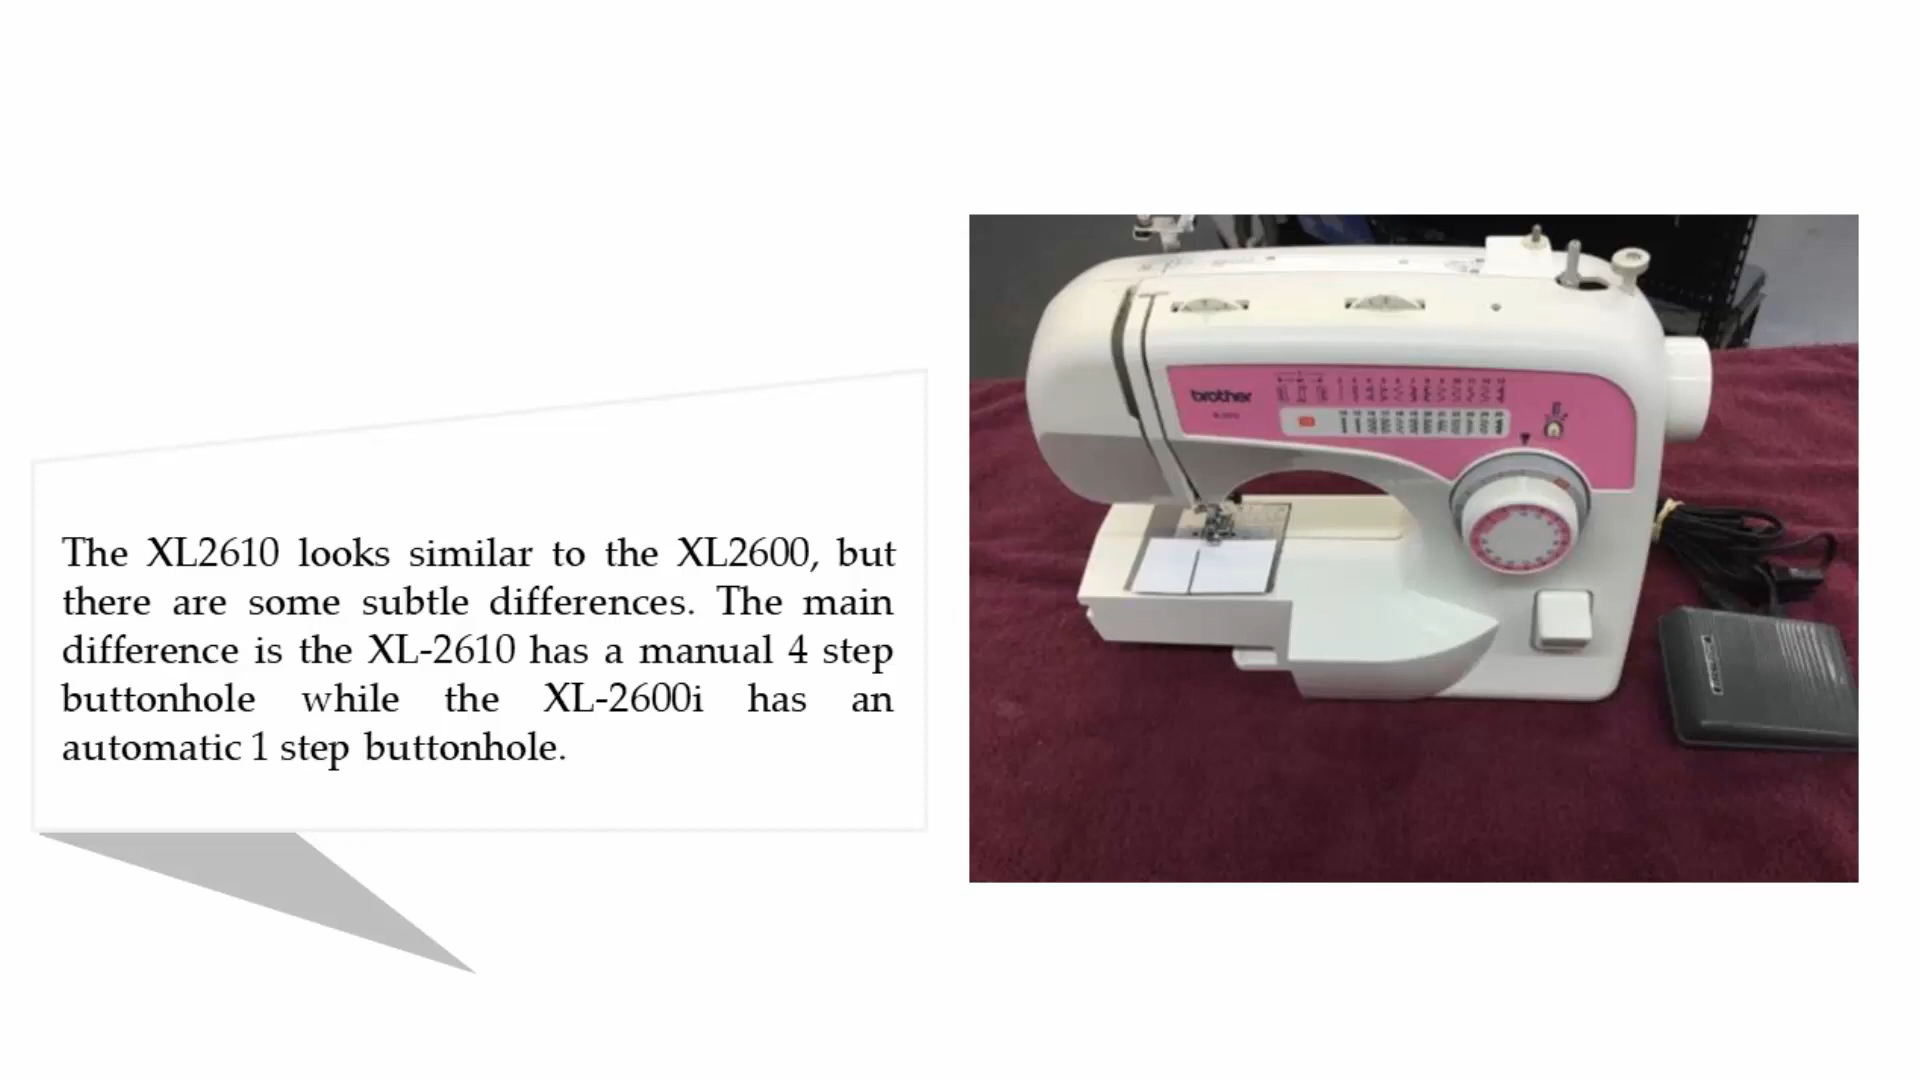 The XL2610 looks similar to the XL2600, but
there are some subtle differences. The main
difference is the XL-2610 has a manual 4 step
buttonhole while the XL-2600i has an
automatic 1 step buttonhole.
brother